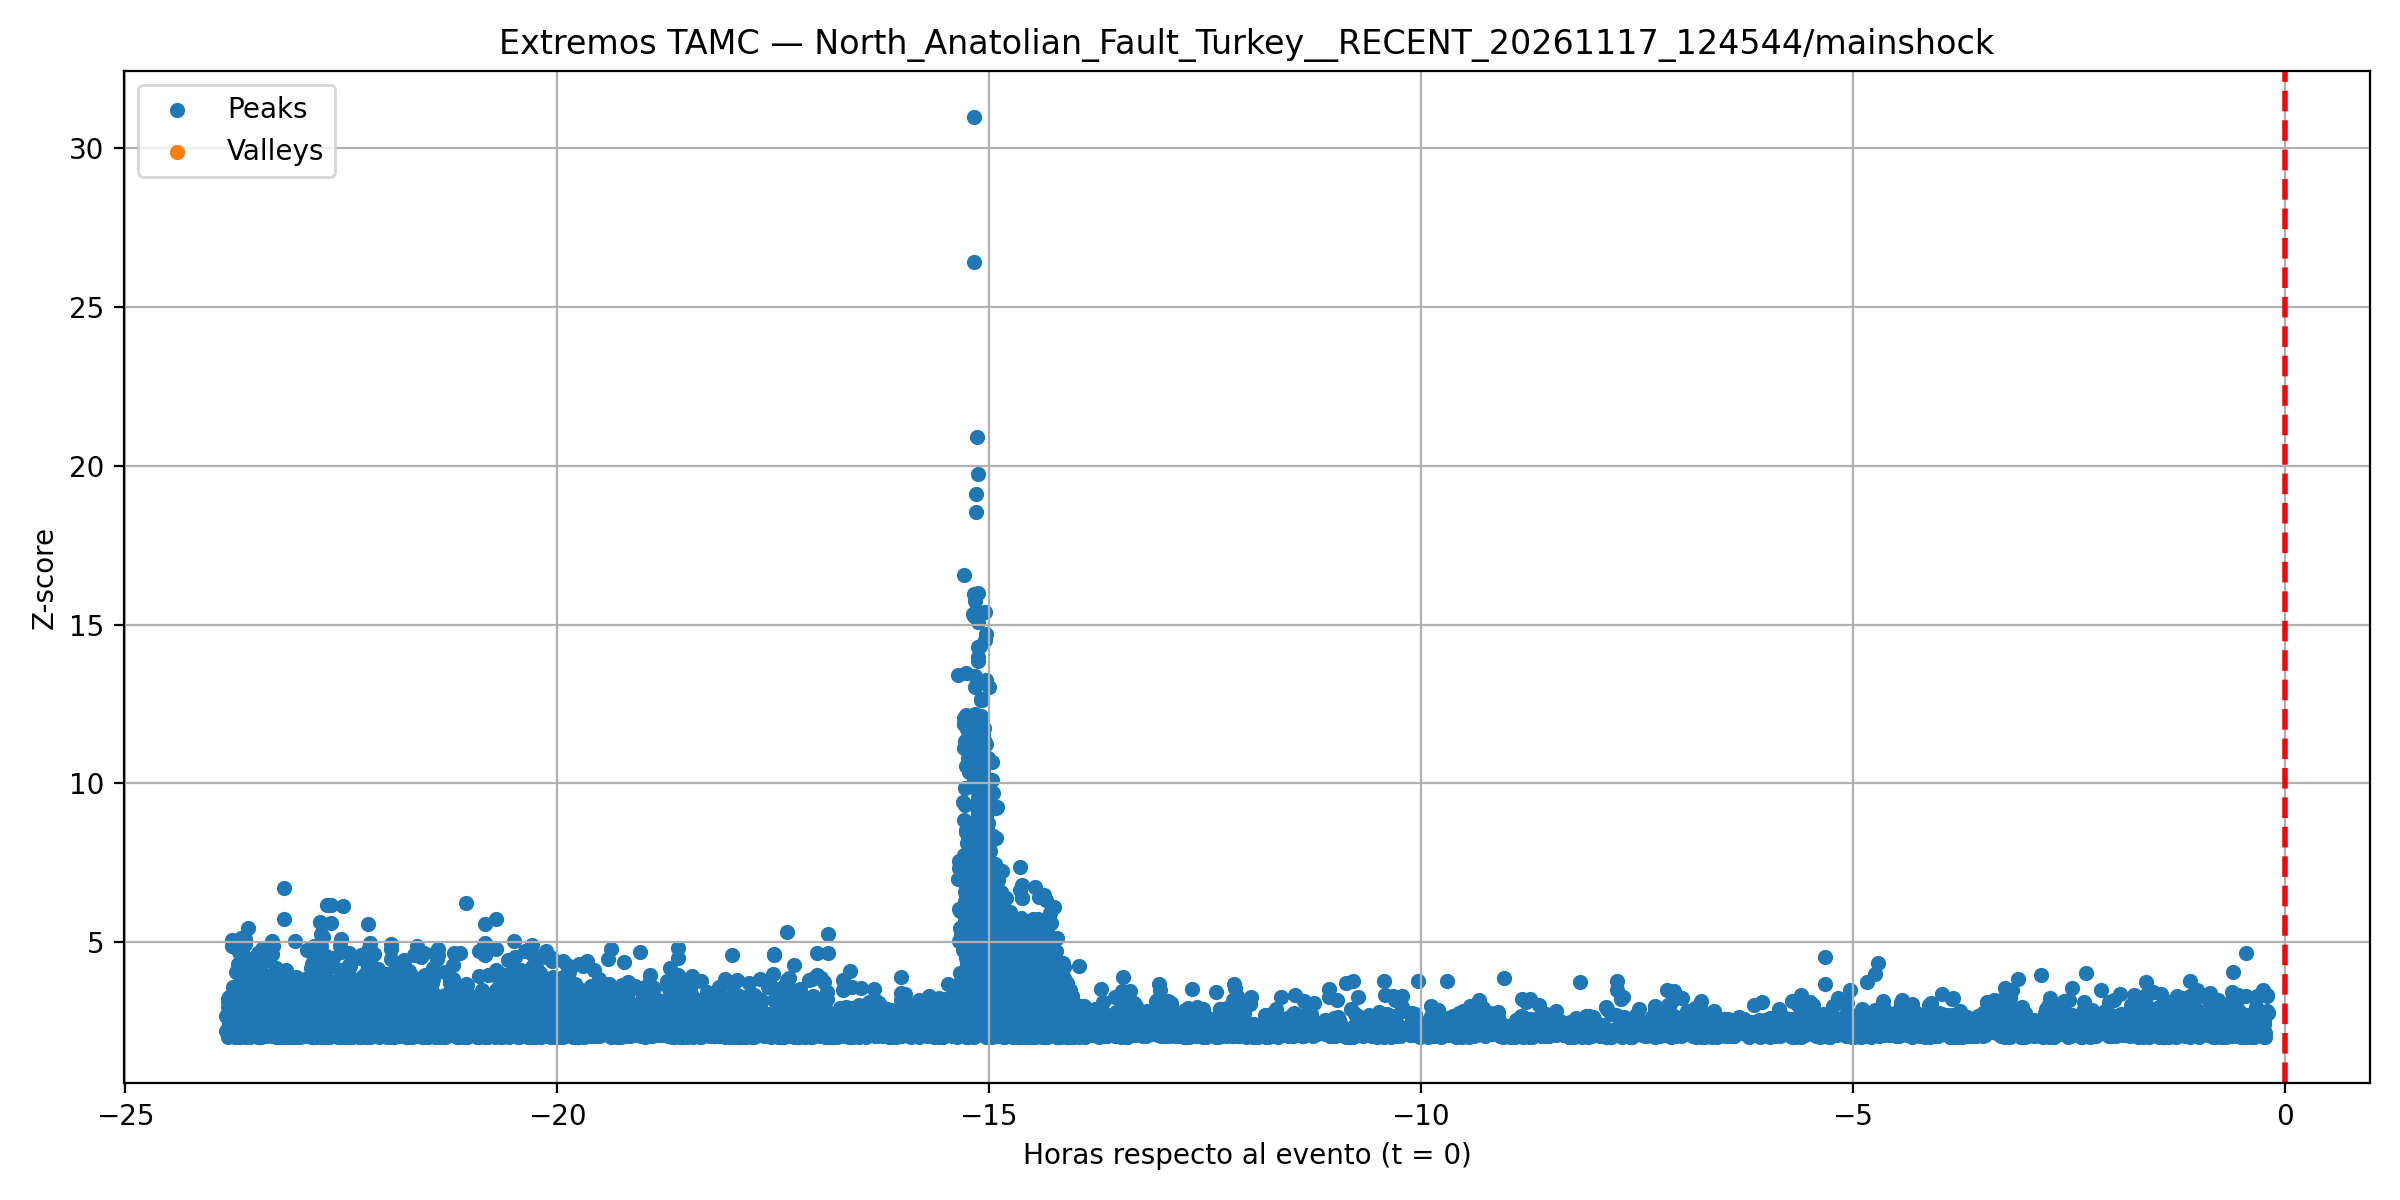 Extremos TAMC — North_Anatolian_Fault_Turkey__RECENT_20261117_124544/mainshock
Peaks
Valleys
30
25
20
15
10
5
Z-score
−25
−20
−15
−10
−5
0
Horas respecto al evento (t = 0)